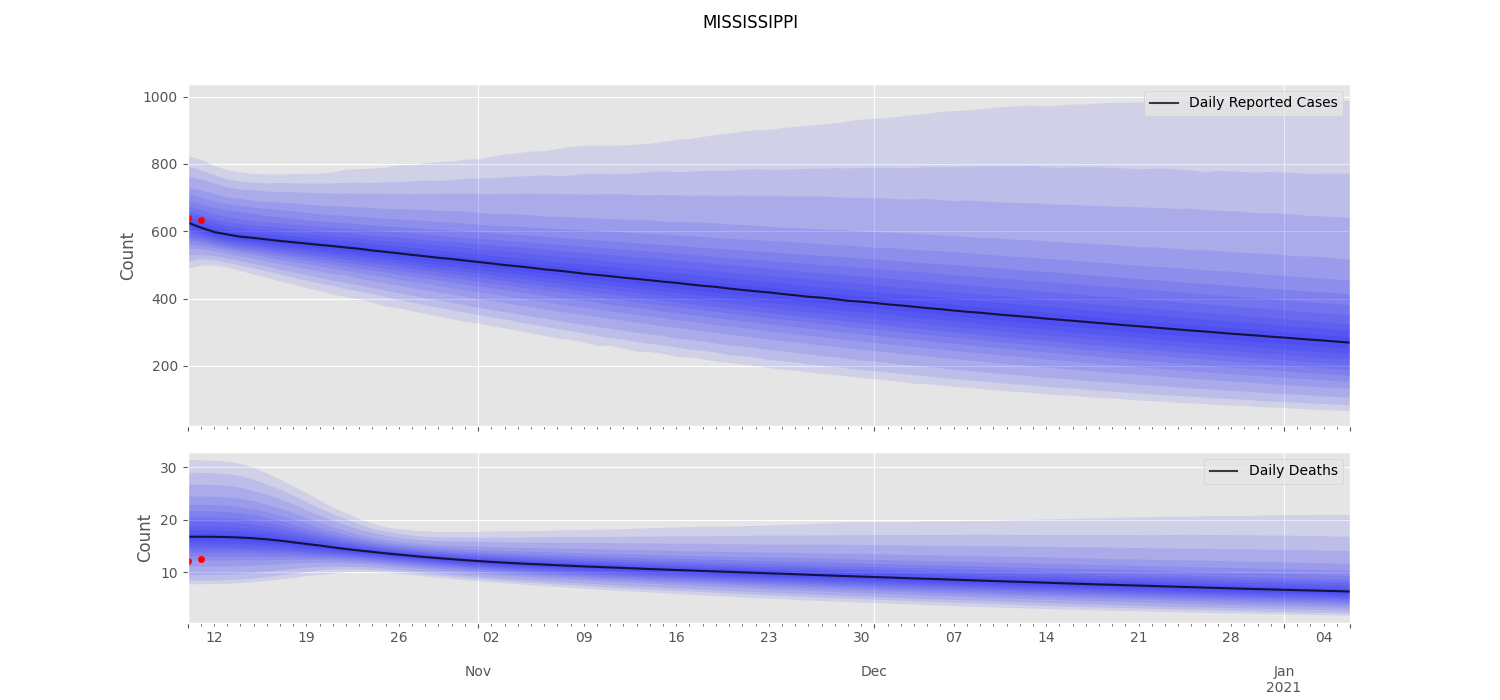 MISSISSIPPI
Count
1000
800
600
400
200
Daily Reported Cases
Count
30
20
10
Daily Deaths
12 19 26 02 09 16 23 30 07 14 21 28 04
Nov Dec Jan
2021